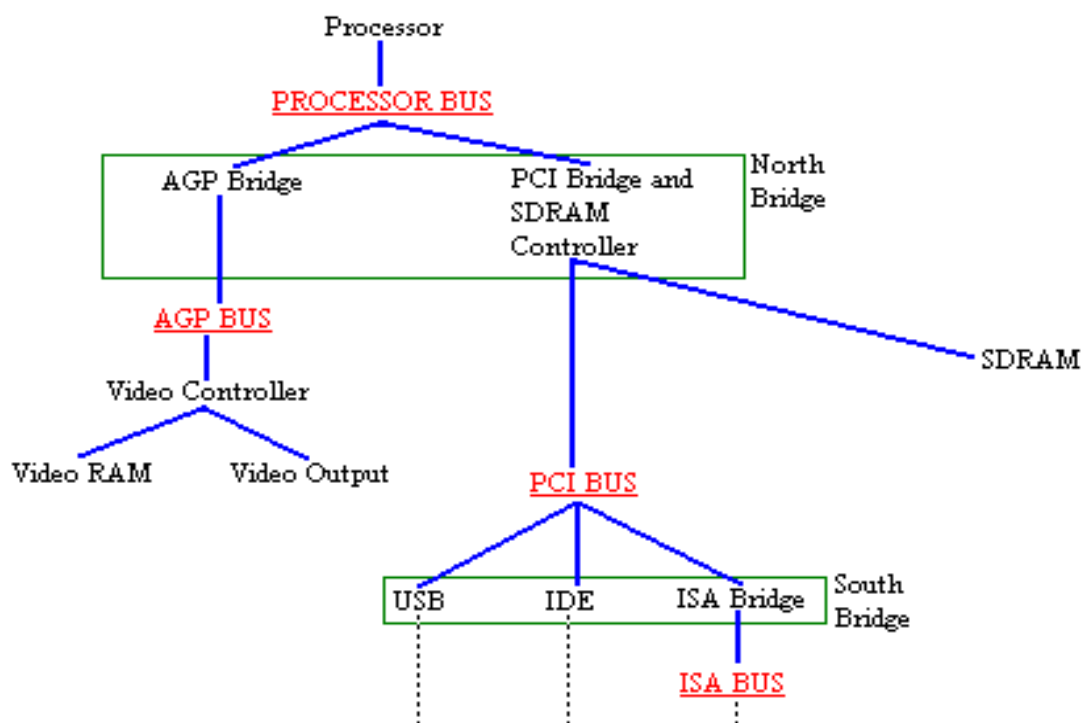 Processor
PROCESSOR BUS
AGP Bridge
PCI Bridge and
SDRAM
Controller
North
Bridge
AGP BUS
SDRAM
Video Controller
Video RAM
Video Output
PCI BUS
USB
IDE
ISA Bridge
South
Bridge
ISA BUS